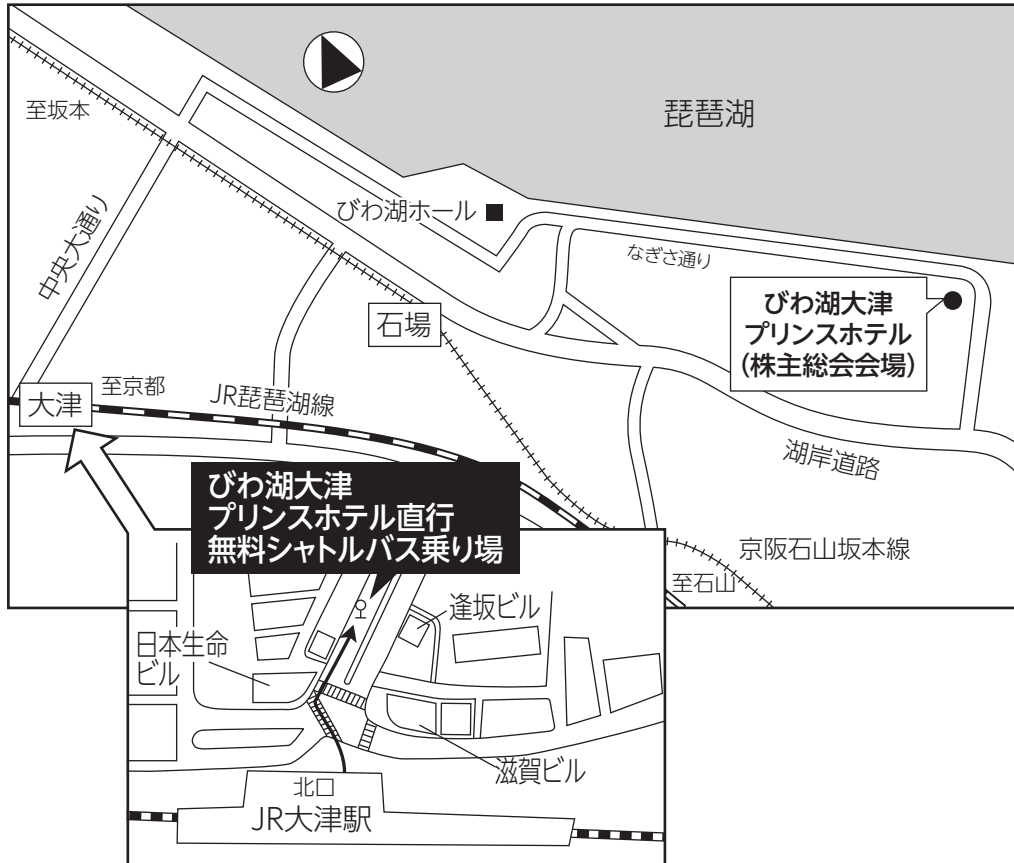 琵琶湖
至坂本
びわ湖ホール
中央大通り
なぎさ通り
びわ湖大津
プリンスホテル
(株主総会会場)
石場
大津
至京都
JR琵琶湖線
湖岸道路
京阪石山坂本線
至石山
びわ湖大津
プリンスホテル直行
無料シャトルバス乗り場
逢坂ビル
日本生命
ビル
滋賀ビル
北口
JR大津駅